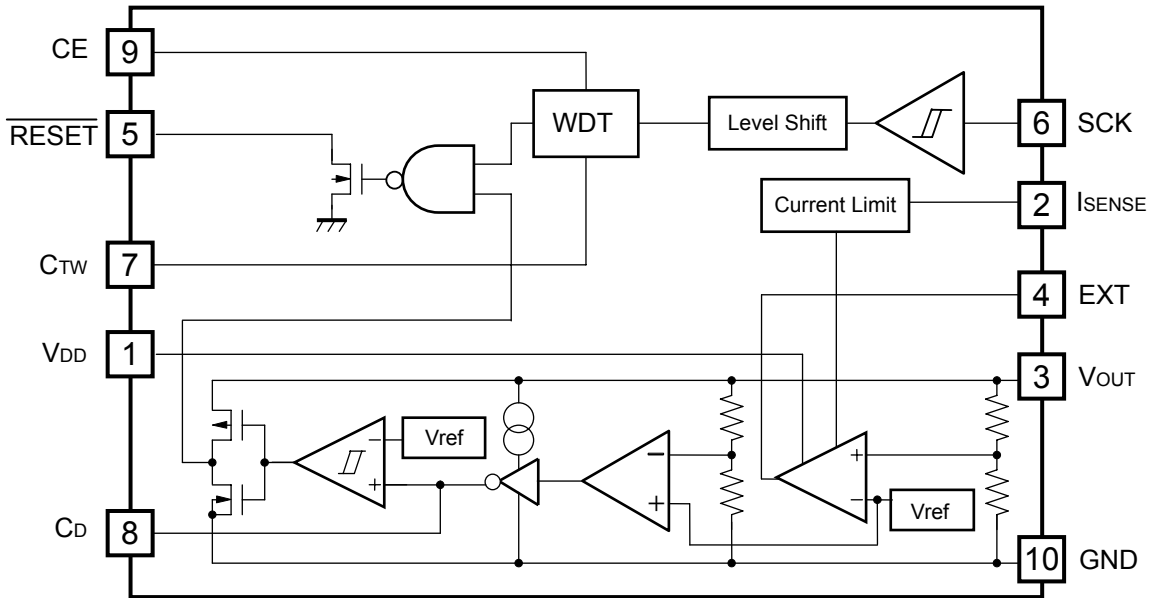 CE
9
RESET
5
CTW
7
VDD
1
CD
8
WDT
Level Shift
6
SCK
Current Limit
2
ISENSE
4
EXT
3
VOUT
−
Vref
+
−
+
+
−
Vref
10
GND